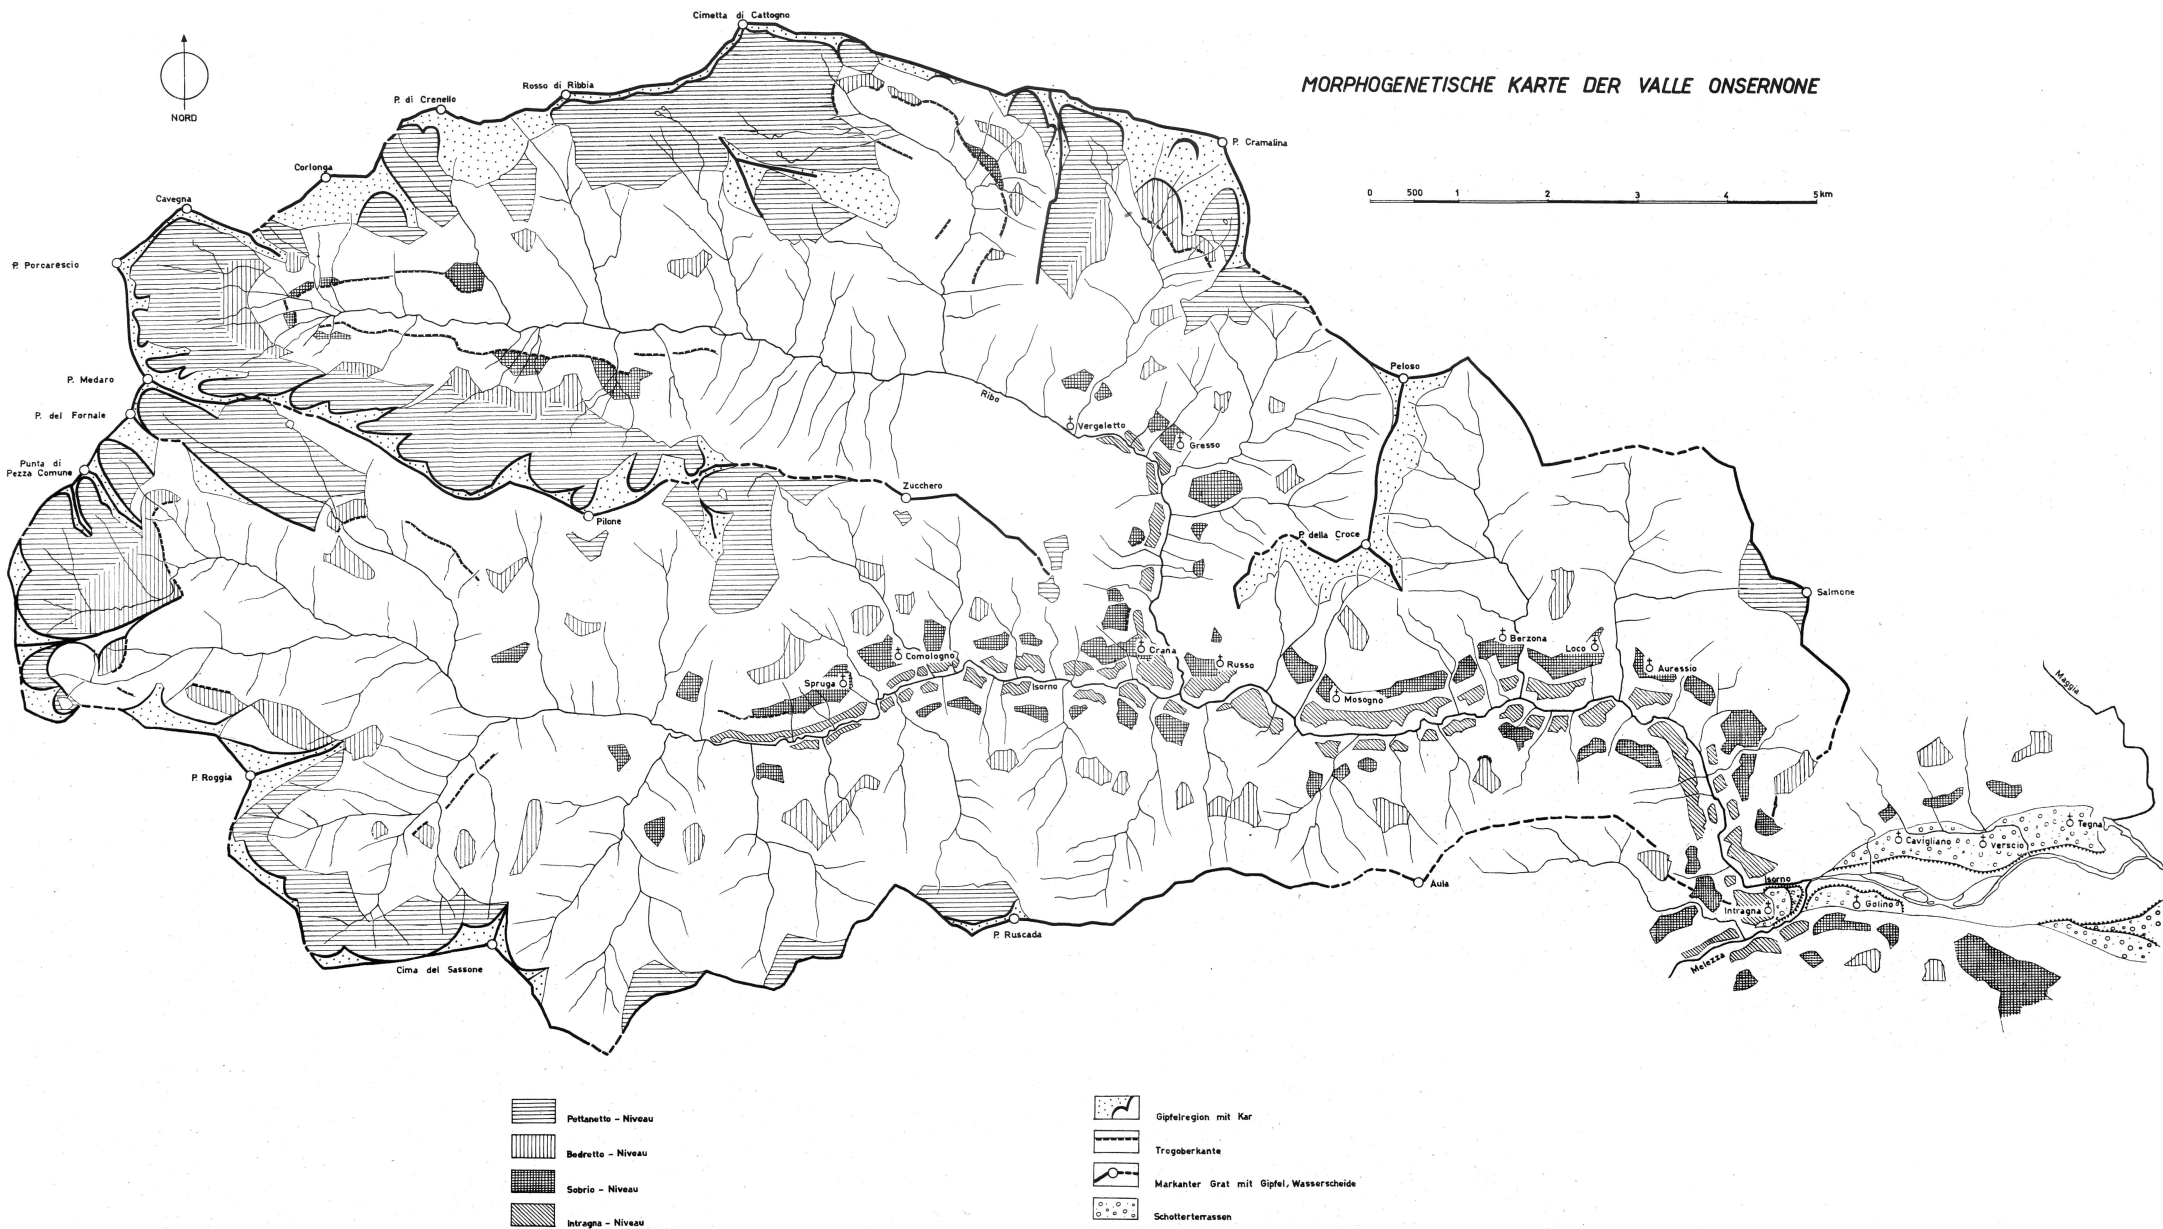 MORPHOGENETISCHE KARTE DER VALLE ONSERNONE
NORD
0 500 1 2 3 4 5 km
Cimetta di Cattogno
Rosso di Ribbia
P. di Crenello
Corlonga
Cavegna
P. Porcarescio
P. Medaro
P. del Fornale
Punta di
Pezza Comune
P. Cramalina
Peloso
Ribo
Vergeletto
Gresso
Zucchero
Pilone
P. della Croce
Salmone
Berzona
Loco
Comologno
Crana
Russo
Auressio
Spruga
Isorno
Mosogno
Maggia
P. Roggia
Tegna
Cavigliano
Verscio
Aula
Isorno
Intragna
Golino
P. Ruscada
Melezza
Cima del Sassone
Pettanetto – Niveau
Bedretto – Niveau
Sobrio – Niveau
Intragna – Niveau
Gipfelregion mit Kar
Trogoberkante
Markanter Grat mit Gipfel, Wasserscheide
Schotterterrassen